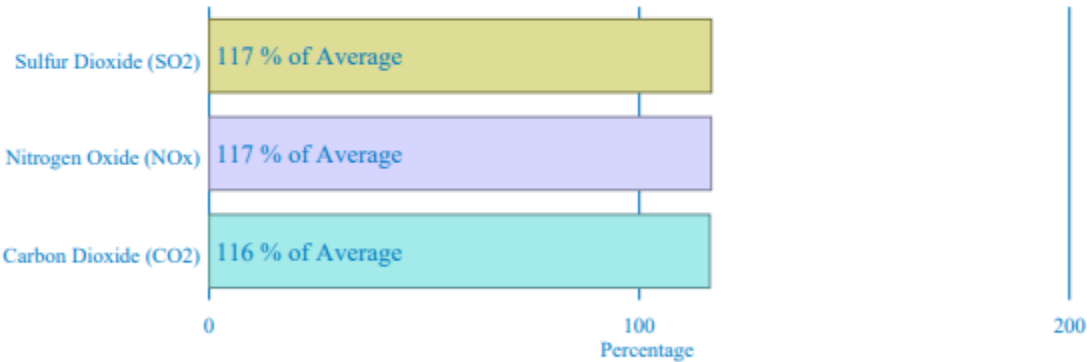 Sulfur Dioxide (SO2) 117 % of Average
Nitrogen Oxide (NOx) 117 % of Average
Carbon Dioxide (CO2) 116 % of Average
0 100 200
Percentage